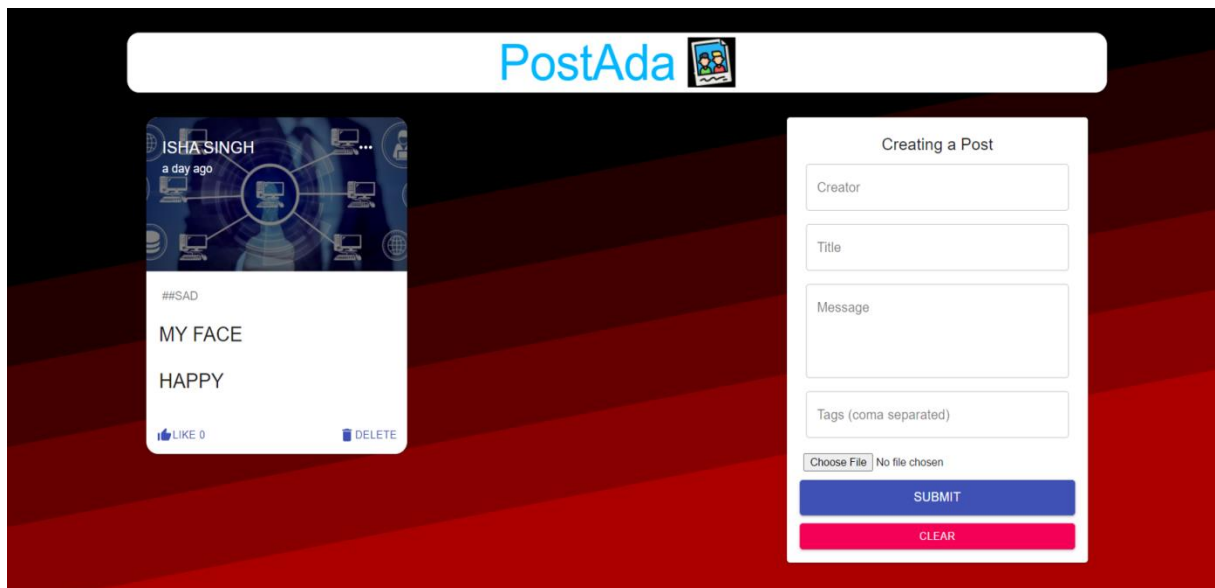 PostAda
ISHA SINGH
a day ago
##SAD
MY FACE
HAPPY
LIKE 0
DELETE
Creating a Post
Creator
Title
Message
Tags (coma separated)
Choose File No file chosen
SUBMIT
CLEAR